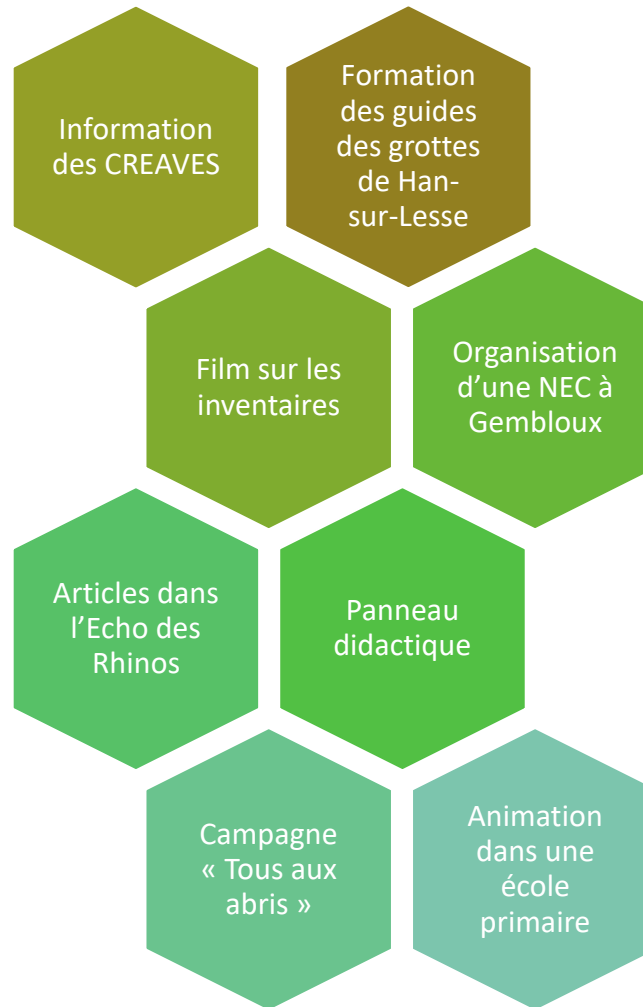 Information
des CREAVES
Formation
des guides
des grottes
de Han-
sur-Lesse
Film sur les
inventaires
Organisation
d’une NEC à
Gembloux
Articles dans
l’Echo des
Rhinos
Panneau
didactique
Campagne
« Tous aux
abris »
Animation
dans une
école
primaire